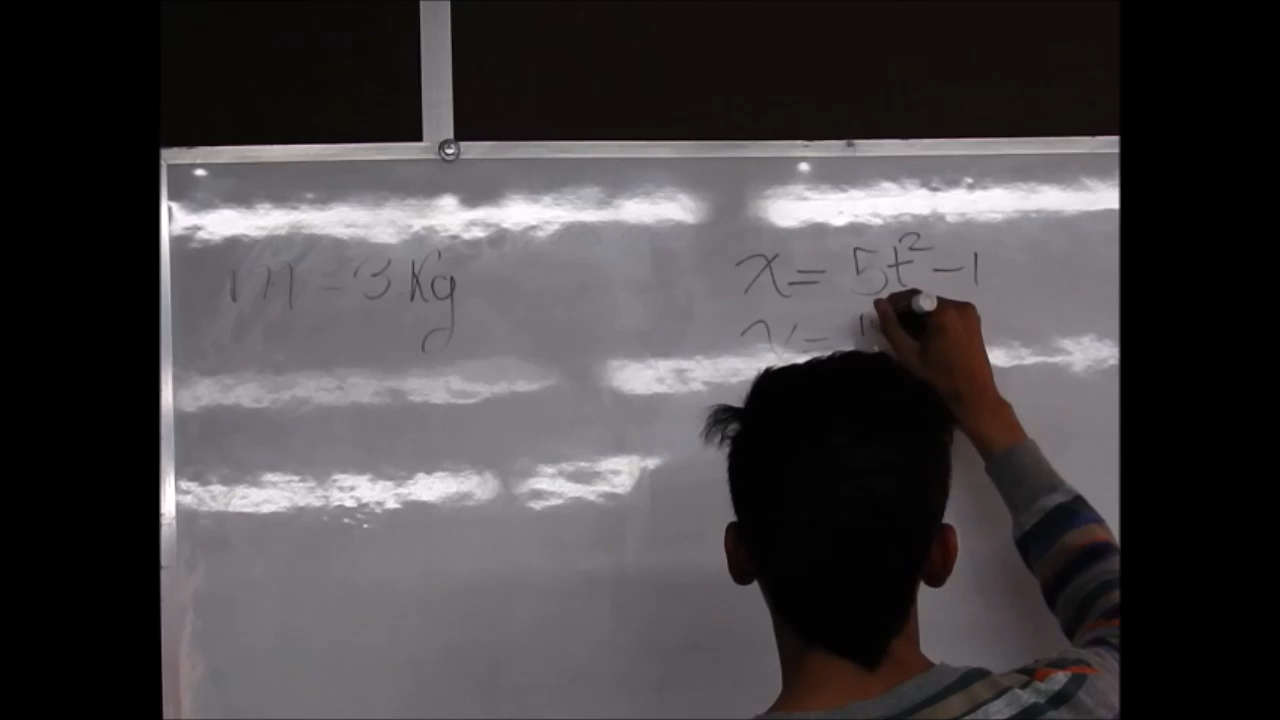 m = 3 Kg
x = 5t² - 1
v =